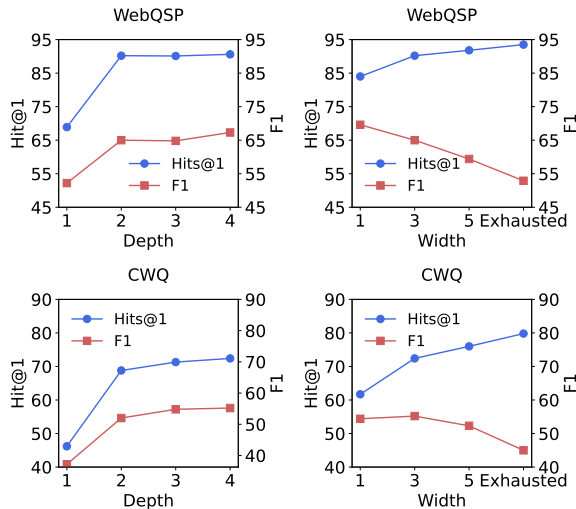 WebQSP
95 95
85 85
75 75
65 65
55 55
45 45
Hit@1
F1
Hits@1
F1
1 2 3 4
Depth
WebQSP
95 95
85 85
75 75
65 65
55 55
45 45
Hit@1
F1
Hits@1
F1
1 3 5 Exhausted
Width
CWQ
90 90
80 80
70 70
60 60
50 50
40 40
Hit@1
F1
Hits@1
F1
1 2 3 4
Depth
CWQ
90 90
80 80
70 70
60 60
50 50
40 40
Hit@1
F1
Hits@1
F1
1 3 5 Exhausted
Width